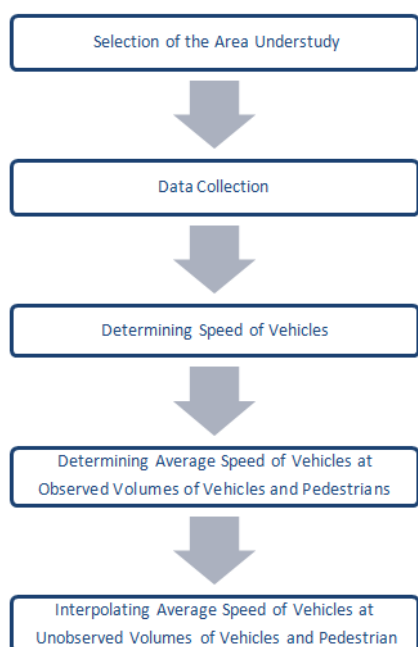 Selection of the Area Understudy
Data Collection
Determining Speed of Vehicles
Determining Average Speed of Vehicles at
Observed Volumes of Vehicles and Pedestrians
Interpolating Average Speed of Vehicles at
Unobserved Volumes of Vehicles and Pedestrian